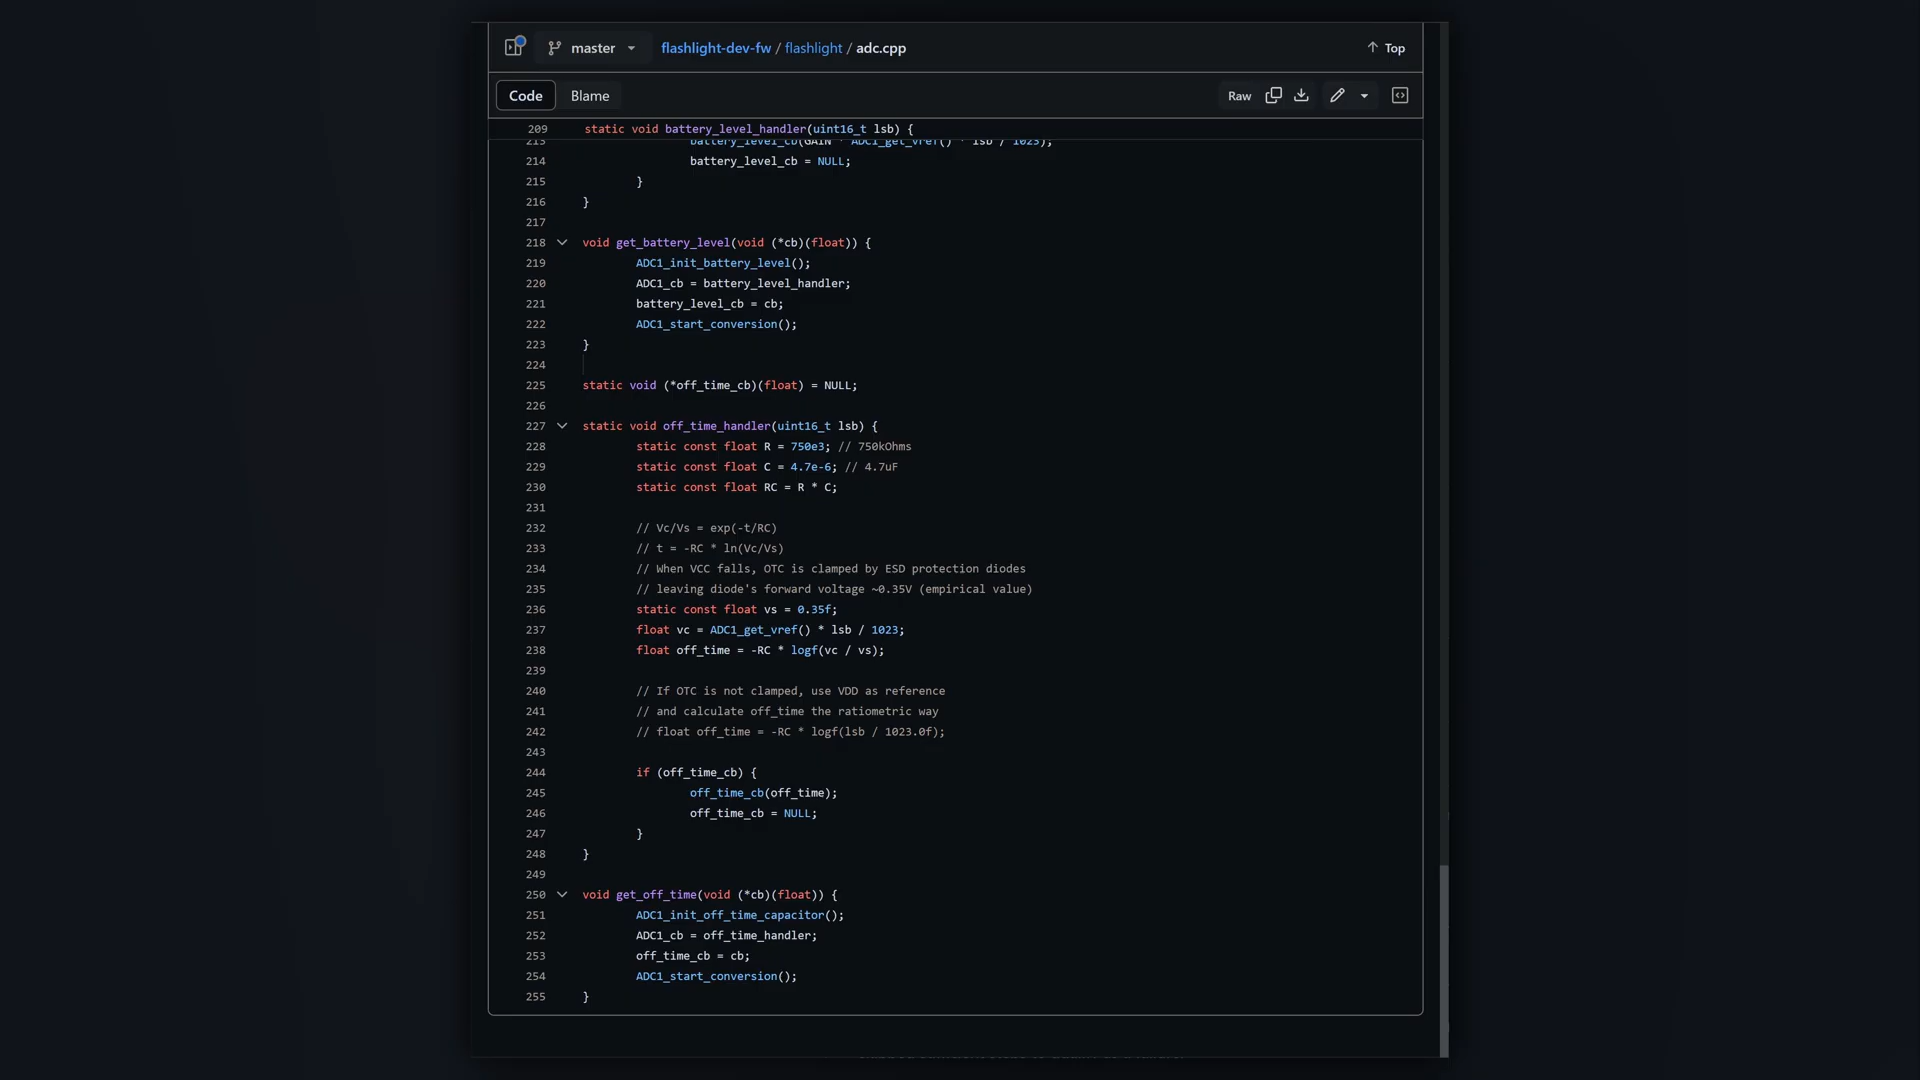 master flashlight-dev-fw / flashlight / adc.cpp Top
Code Blame Raw
209 static void battery_level_handler(uint16_t lsb) {
213 battery_level_cb(GAIN * ADC1_get_vref() * lsb / 1023);
214 battery_level_cb = NULL;
215 }
216 }
217
218 void get_battery_level(void (*cb)(float)) {
219 ADC1_init_battery_level();
220 ADC1_cb = battery_level_handler;
221 battery_level_cb = cb;
222 ADC1_start_conversion();
223 }
224
225 static void (*off_time_cb)(float) = NULL;
226
227 static void off_time_handler(uint16_t lsb) {
228 static const float R = 750e3; // 750kOhms
229 static const float C = 4.7e-6; // 4.7uF
230 static const float RC = R * C;
231
232 // Vc/Vs = exp(-t/RC)
233 // t = -RC * ln(Vc/Vs)
234 // When VCC falls, OTC is clamped by ESD protection diodes
235 // leaving diode's forward voltage ~0.35V (empirical value)
236 static const float vs = 0.35f;
237 float vc = ADC1_get_vref() * lsb / 1023;
238 float off_time = -RC * logf(vc / vs);
239
240 // If OTC is not clamped, use VDD as reference
241 // and calculate off_time the ratiometric way
242 // float off_time = -RC * logf(lsb / 1023.0f);
243
244 if (off_time_cb) {
245 off_time_cb(off_time);
246 off_time_cb = NULL;
247 }
248 }
249
250 void get_off_time(void (*cb)(float)) {
251 ADC1_init_off_time_capacitor();
252 ADC1_cb = off_time_handler;
253 off_time_cb = cb;
254 ADC1_start_conversion();
255 }